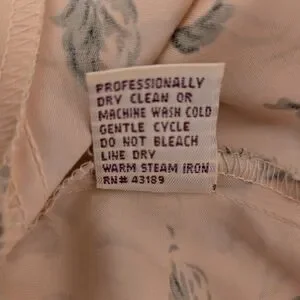 PROFESSIONALLY
DRY CLEAN OR
MACHINE WASH COLD
GENTLE CYCLE
DO NOT BLEACH
LINE DRY
WARM STEAM IRON
RN# 43189
S